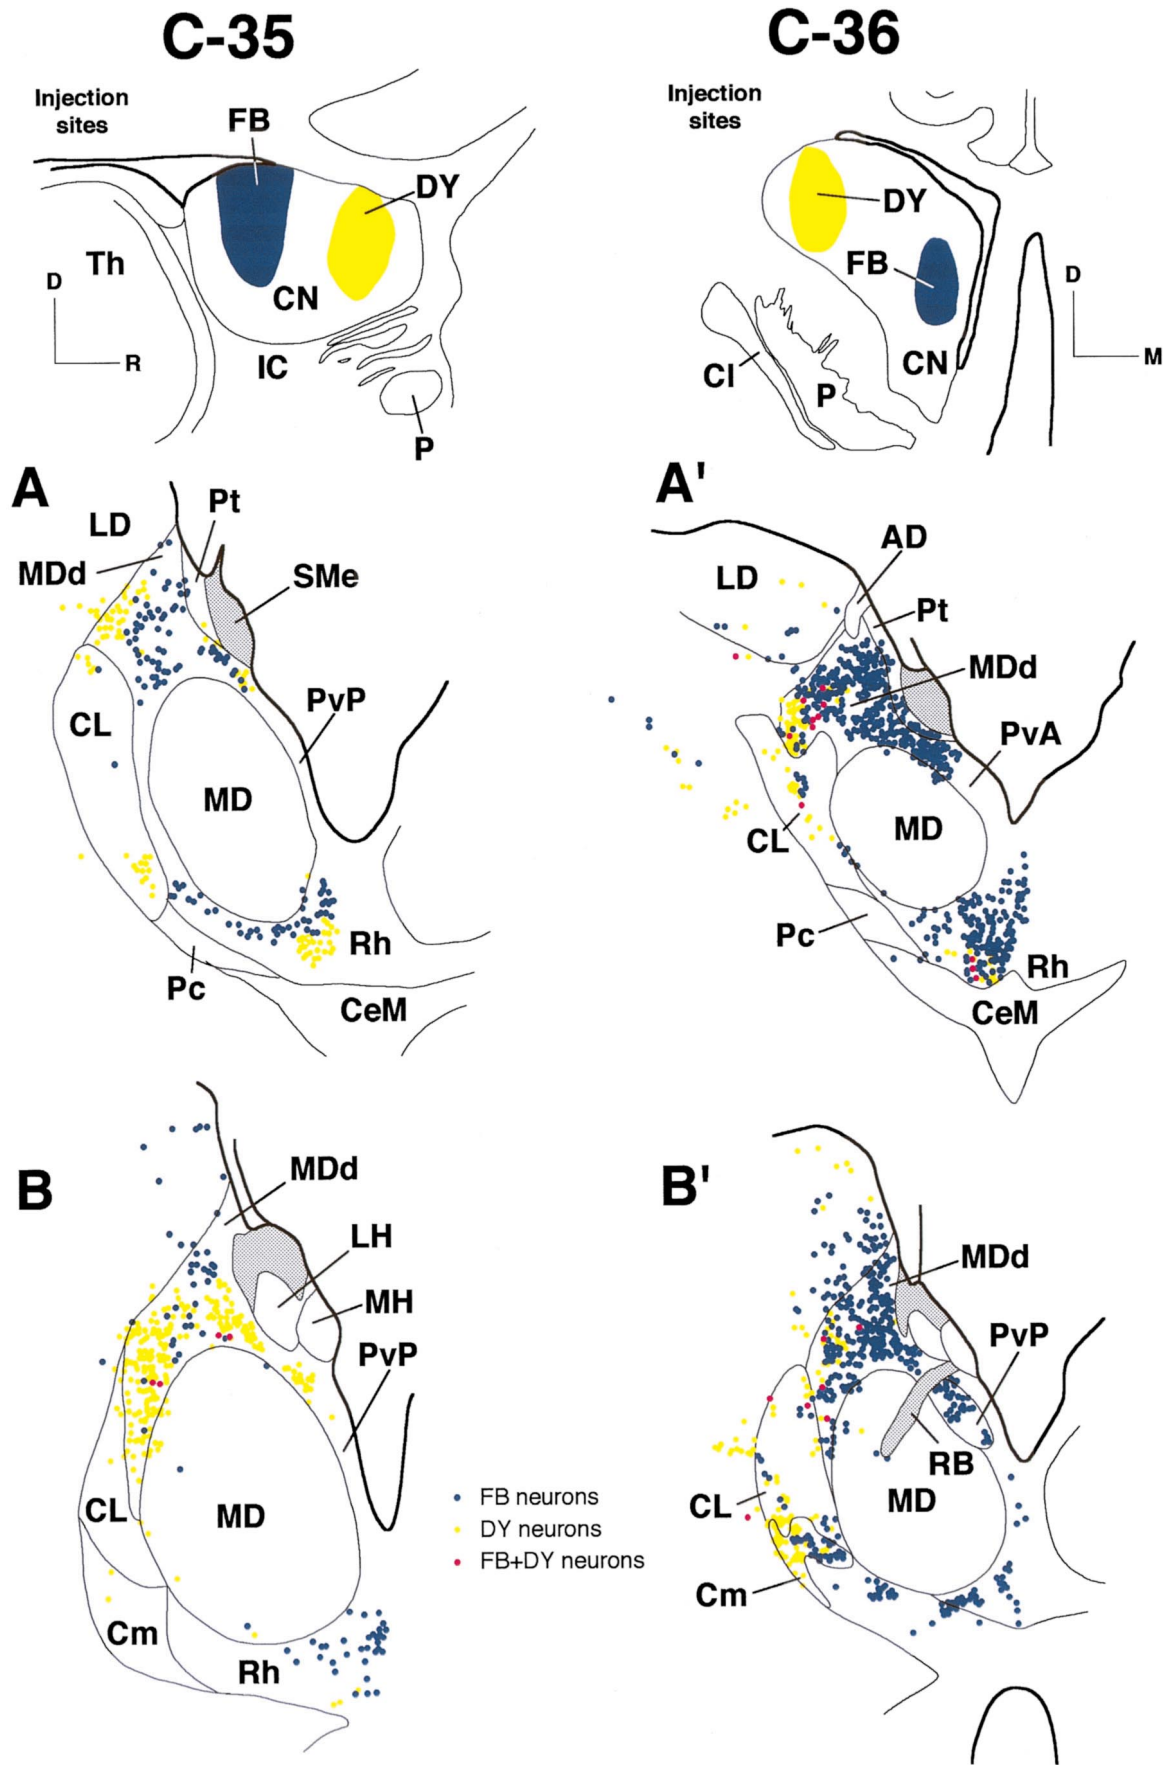 C-35
Injection
sites
FB
DY
Th
D
R
CN
IC
P
C-36
Injection
sites
DY
FB
CN
Cl
P
D
M
A
LD
Pt
MDd
SMe
PvP
CL
MD
Rh
Pc
CeM
A'
AD
LD
Pt
MDd
PvA
MD
CL
Pc
Rh
CeM
B
MDd
LH
MH
PvP
CL
MD
Cm
Rh
FB neurons
DY neurons
FB+DY neurons
B'
MDd
PvP
RB
CL
MD
Cm